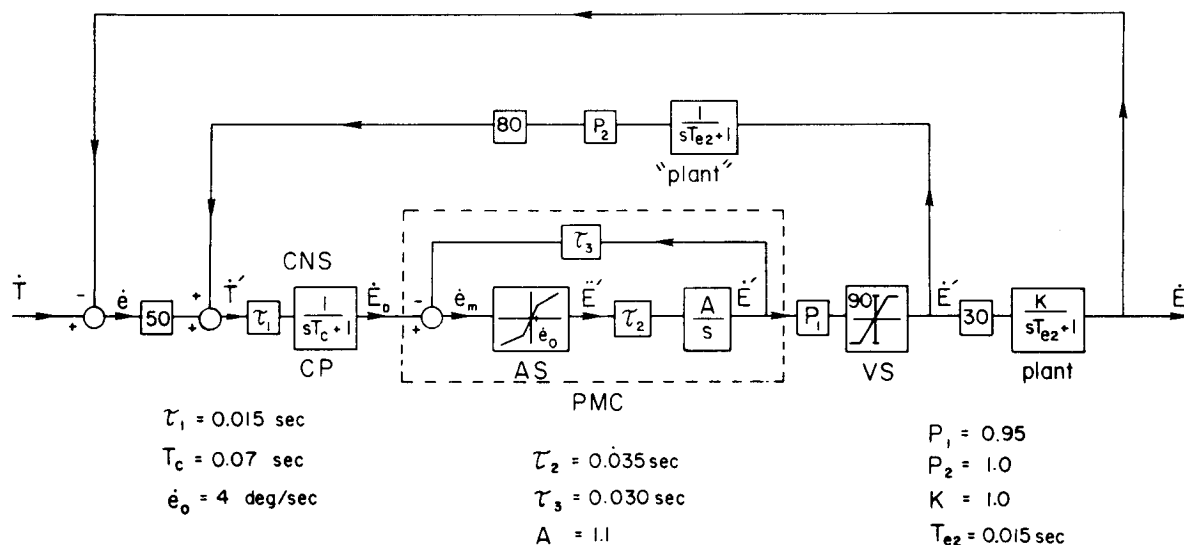 80
P₂
1
sTₑ₂+1
"plant"
τ₃
CNS
Ṫ
-
+
ė
50
+
+
Ṫ′
τ₁
1
sT_c+1
Ė₀
-
+
ė_m
ė₀
Ë′
τ₂
A
s
Ė′
P₁
90
Ė′
30
K
sTₑ₂+1
Ė
CP
AS
PMC
VS
plant
τ₁ = 0.015 sec
T_c = 0.07 sec
ė₀ = 4 deg/sec
τ₂ = 0.035 sec
τ₃ = 0.030 sec
A = 1.1
P₁ = 0.95
P₂ = 1.0
K = 1.0
Tₑ₂ = 0.015 sec